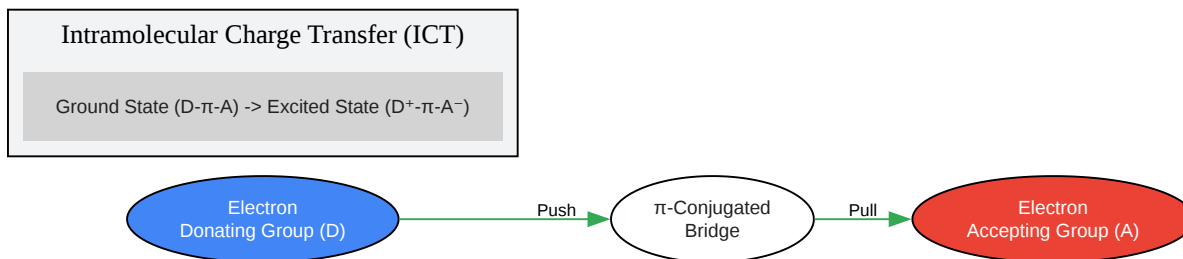 Intramolecular Charge Transfer (ICT)
Ground State (D-π-A) -> Excited State (D⁺-π-A⁻)
Electron
Donating Group (D)
Push
π-Conjugated
Bridge
Pull
Electron
Accepting Group (A)